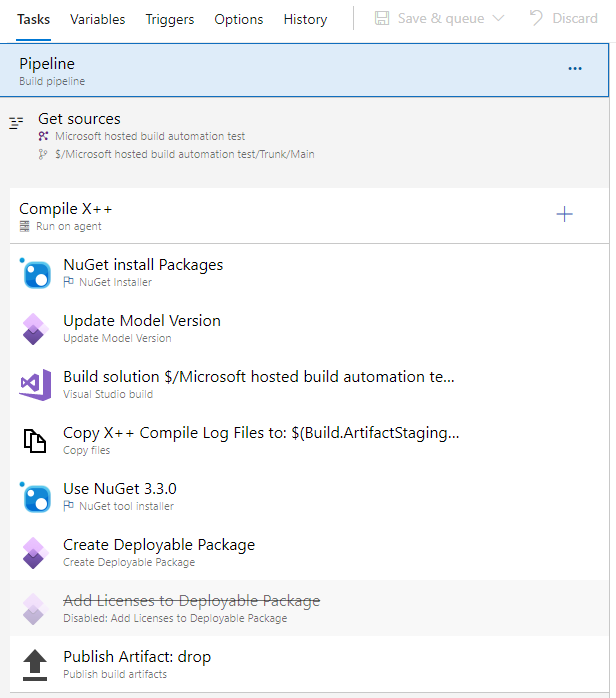 Tasks Variables Triggers Options History Save & queue Discard
Pipeline
Build pipeline
...
Get sources
Microsoft hosted build automation test
$/Microsoft hosted build automation test/Trunk/Main
Compile X++
Run on agent
NuGet install Packages
NuGet Installer
Update Model Version
Update Model Version
Build solution $/Microsoft hosted build automation te...
Visual Studio build
Copy X++ Compile Log Files to: $(Build.ArtifactStaging...
Copy files
Use NuGet 3.3.0
NuGet tool installer
Create Deployable Package
Create Deployable Package
Add Licenses to Deployable Package
Disabled: Add Licenses to Deployable Package
Publish Artifact: drop
Publish build artifacts